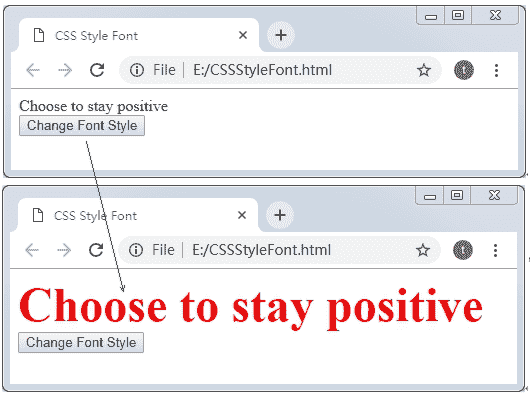 CSS Style Font
File | E:/CSSStyleFont.html
t
Choose to stay positive
Change Font Style
CSS Style Font
File | E:/CSSStyleFont.html
t
Choose to stay positive
Change Font Style